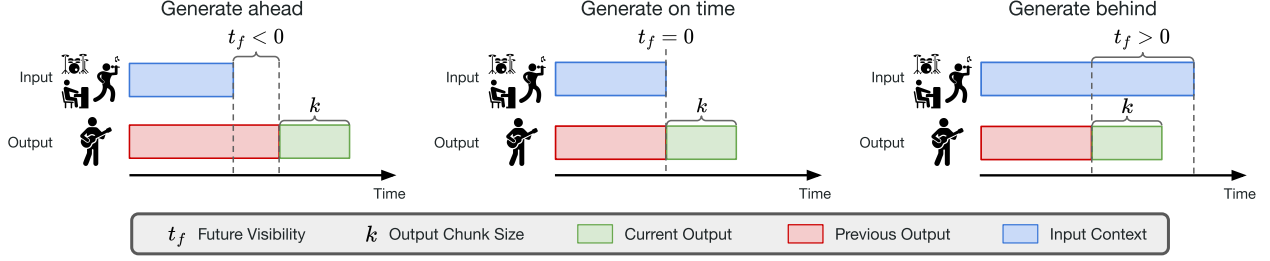 Generate ahead
t_f < 0
Input
k
Output
Time
Generate on time
t_f = 0
Input
k
Output
Time
Generate behind
t_f > 0
Input
k
Output
Time
t_f Future Visibility k Output Chunk Size Current Output Previous Output Input Context